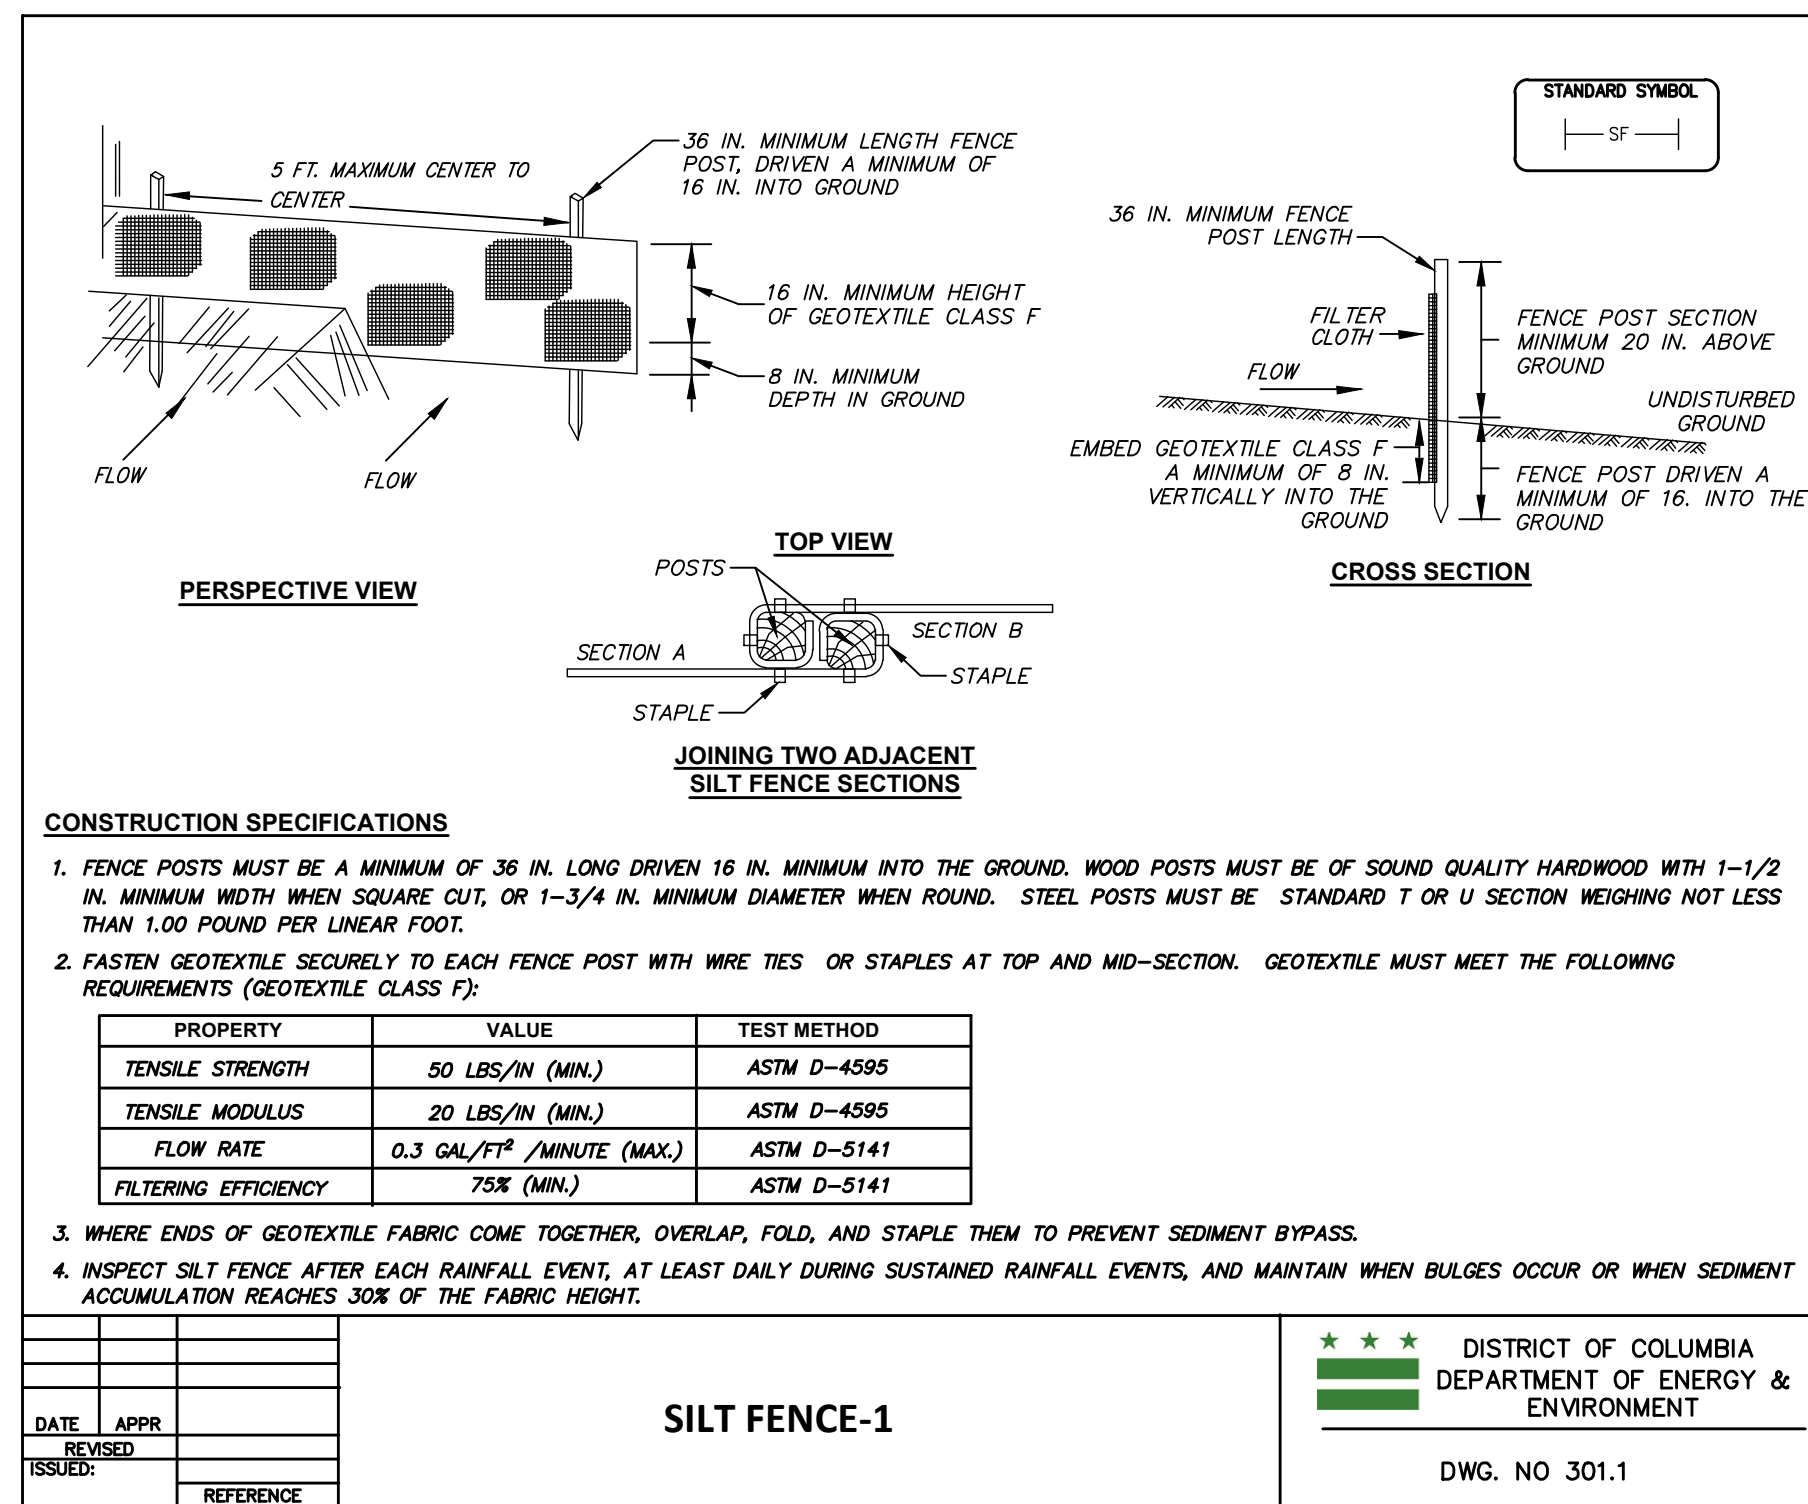 STANDARD SYMBOL
SF
5 FT. MAXIMUM CENTER TO
CENTER
36 IN. MINIMUM LENGTH FENCE
POST, DRIVEN A MINIMUM OF
16 IN. INTO GROUND
16 IN. MINIMUM HEIGHT
OF GEOTEXTILE CLASS F
8 IN. MINIMUM
DEPTH IN GROUND
FLOW
FLOW
PERSPECTIVE VIEW
36 IN. MINIMUM FENCE
POST LENGTH
FILTER
CLOTH
FLOW
FENCE POST SECTION
MINIMUM 20 IN. ABOVE
GROUND
UNDISTURBED
GROUND
EMBED GEOTEXTILE CLASS F
A MINIMUM OF 8 IN.
VERTICALLY INTO THE
GROUND
FENCE POST DRIVEN A
MINIMUM OF 16. INTO THE
GROUND
CROSS SECTION
TOP VIEW
POSTS
SECTION B
SECTION A
STAPLE
STAPLE
JOINING TWO ADJACENT
SILT FENCE SECTIONS
CONSTRUCTION SPECIFICATIONS
1. FENCE POSTS MUST BE A MINIMUM OF 36 IN. LONG DRIVEN 16 IN. MINIMUM INTO THE GROUND. WOOD POSTS MUST BE OF SOUND QUALITY HARDWOOD WITH 1-1/2
IN. MINIMUM WIDTH WHEN SQUARE CUT, OR 1-3/4 IN. MINIMUM DIAMETER WHEN ROUND. STEEL POSTS MUST BE STANDARD T OR U SECTION WEIGHING NOT LESS
THAN 1.00 POUND PER LINEAR FOOT.
2. FASTEN GEOTEXTILE SECURELY TO EACH FENCE POST WITH WIRE TIES OR STAPLES AT TOP AND MID-SECTION. GEOTEXTILE MUST MEET THE FOLLOWING
REQUIREMENTS (GEOTEXTILE CLASS F):
PROPERTY VALUE TEST METHOD
TENSILE STRENGTH 50 LBS/IN (MIN.) ASTM D-4595
TENSILE MODULUS 20 LBS/IN (MIN.) ASTM D-4595
FLOW RATE 0.3 GAL/FT² /MINUTE (MAX.) ASTM D-5141
FILTERING EFFICIENCY 75% (MIN.) ASTM D-5141
3. WHERE ENDS OF GEOTEXTILE FABRIC COME TOGETHER, OVERLAP, FOLD, AND STAPLE THEM TO PREVENT SEDIMENT BYPASS.
4. INSPECT SILT FENCE AFTER EACH RAINFALL EVENT, AT LEAST DAILY DURING SUSTAINED RAINFALL EVENTS, AND MAINTAIN WHEN BULGES OCCUR OR WHEN SEDIMENT
ACCUMULATION REACHES 30% OF THE FABRIC HEIGHT.
DATE APPR
REVISED
ISSUED:
REFERENCE
SILT FENCE-1
DISTRICT OF COLUMBIA
DEPARTMENT OF ENERGY &
ENVIRONMENT
DWG. NO 301.1